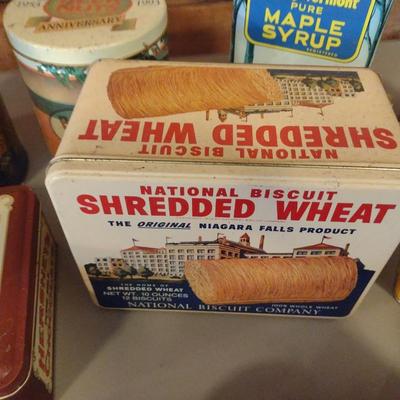 ANNIVERSARY
Vermont
PURE
MAPLE
SYRUP
SHREDDED WHEAT
NATIONAL BISCUIT
NATIONAL BISCUIT
SHREDDED WHEAT
THE ORIGINAL NIAGARA FALLS PRODUCT
THE HOME OF
SHREDDED WHEAT
NET WT. 10 OUNCES
12 BISCUITS
100% WHOLE WHEAT
NATIONAL BISCUIT COMPANY